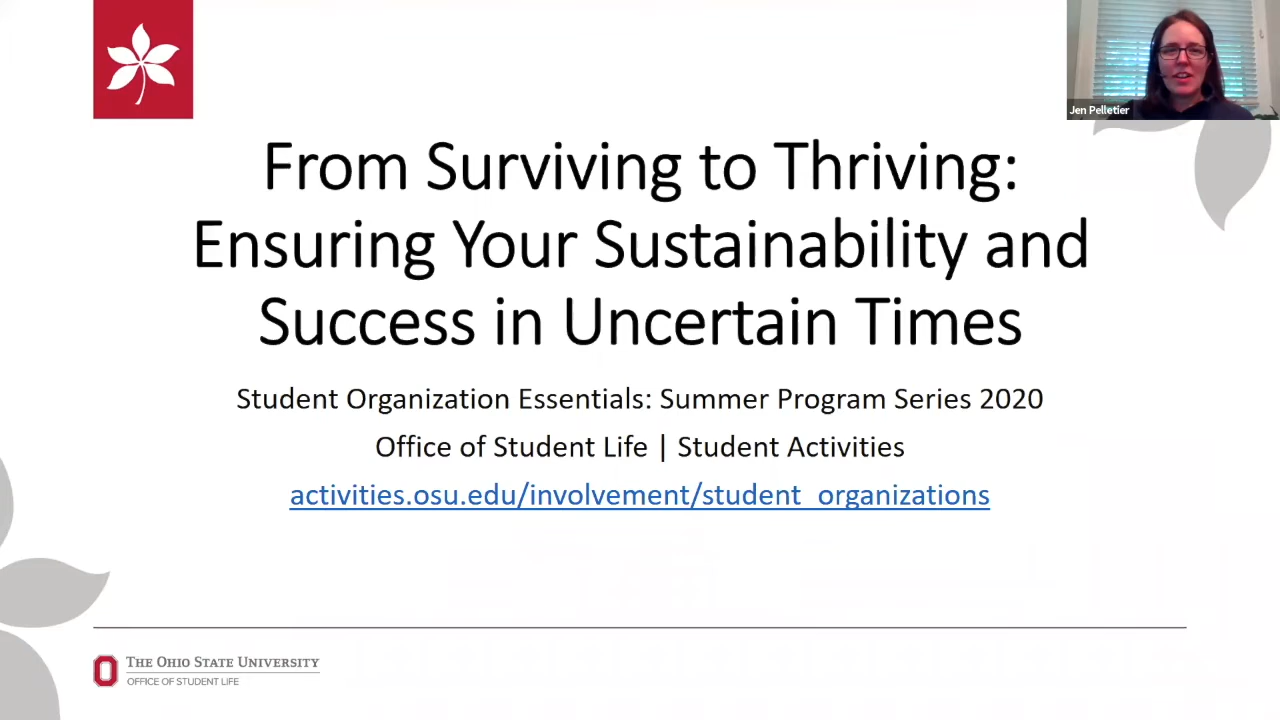 Jen Pelletier
From Surviving to Thriving:
Ensuring Your Sustainability and
Success in Uncertain Times
Student Organization Essentials: Summer Program Series 2020
Office of Student Life | Student Activities
activities.osu.edu/involvement/student_organizations
THE OHIO STATE UNIVERSITY
OFFICE OF STUDENT LIFE